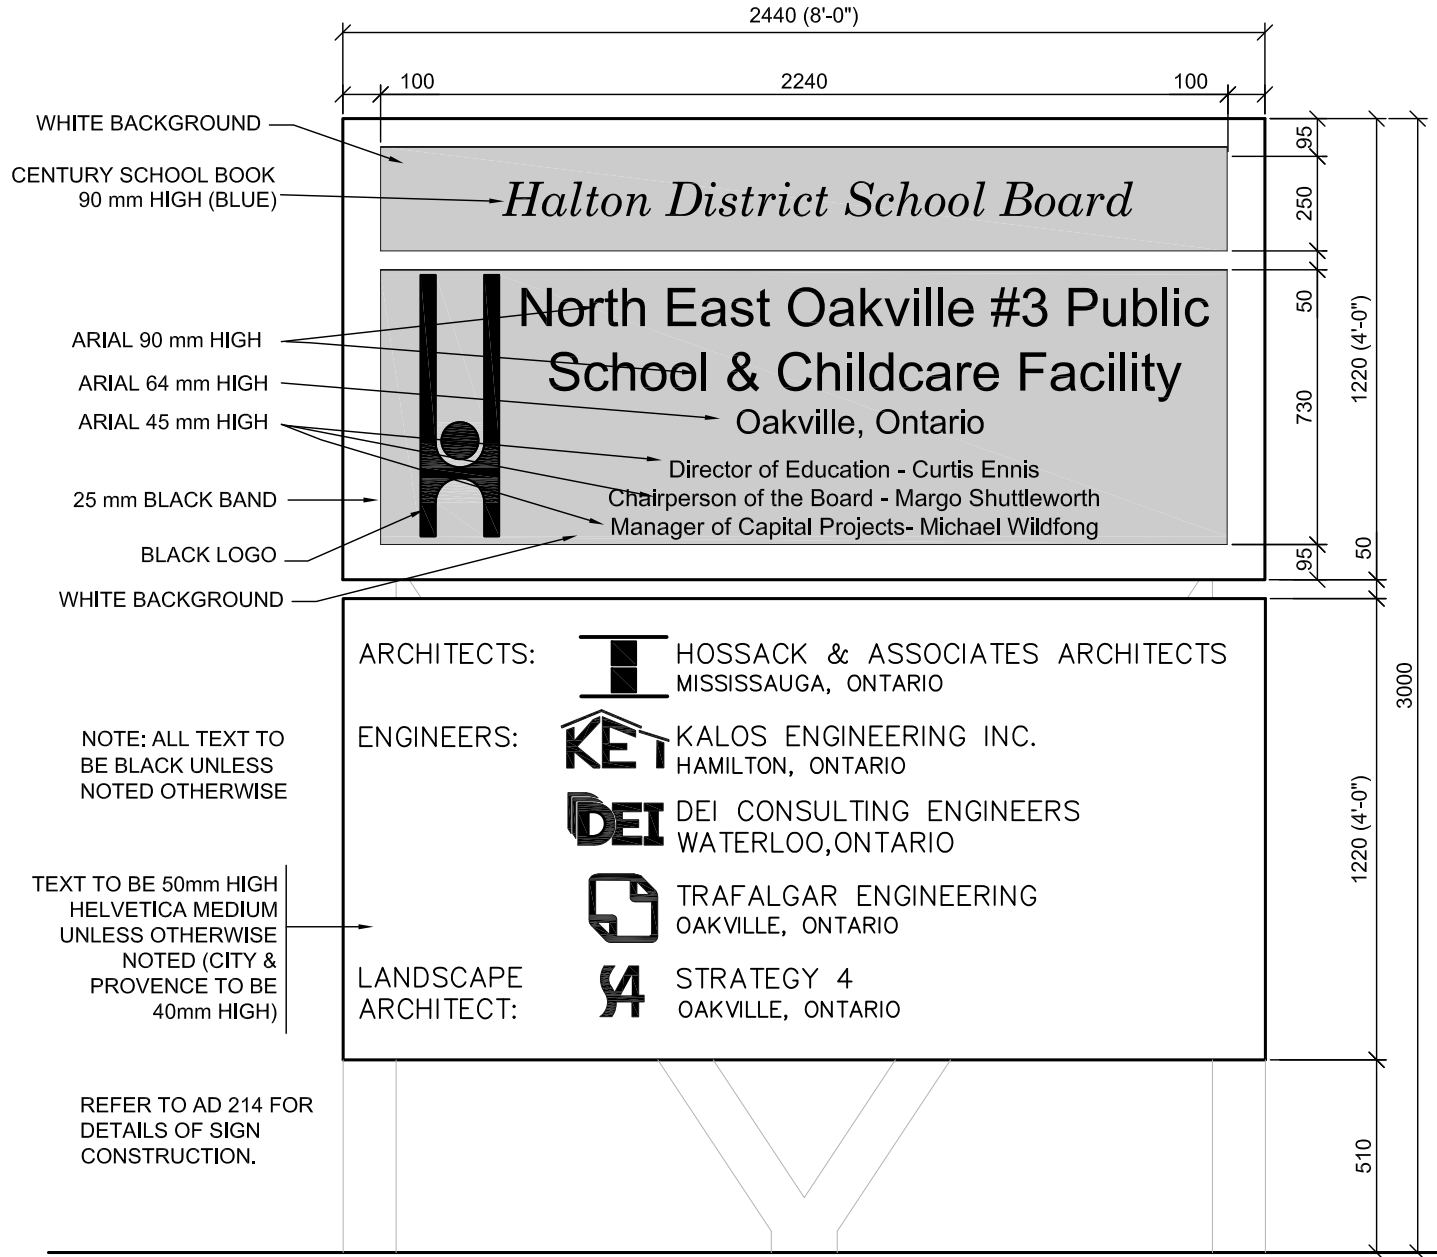 2440 (8'-0")
100
2240
100
WHITE BACKGROUND
CENTURY SCHOOL BOOK
90 mm HIGH (BLUE)
Halton District School Board
95
250
50
730
95
1220 (4'-0")
50
3000
1220 (4'-0")
510
North East Oakville #3 Public
School & Childcare Facility
Oakville, Ontario
Director of Education - Curtis Ennis
Chairperson of the Board - Margo Shuttleworth
Manager of Capital Projects- Michael Wildfong
ARIAL 90 mm HIGH
ARIAL 64 mm HIGH
ARIAL 45 mm HIGH
25 mm BLACK BAND
BLACK LOGO
WHITE BACKGROUND
ARCHITECTS:
HOSSACK & ASSOCIATES ARCHITECTS
MISSISSAUGA, ONTARIO
ENGINEERS:
KE
KALOS ENGINEERING INC.
HAMILTON, ONTARIO
DEI
DEI CONSULTING ENGINEERS
WATERLOO,ONTARIO
TRAFALGAR ENGINEERING
OAKVILLE, ONTARIO
LANDSCAPE
ARCHITECT:
S4
STRATEGY 4
OAKVILLE, ONTARIO
NOTE: ALL TEXT TO
BE BLACK UNLESS
NOTED OTHERWISE
TEXT TO BE 50mm HIGH
HELVETICA MEDIUM
UNLESS OTHERWISE
NOTED (CITY &
PROVENCE TO BE
40mm HIGH)
REFER TO AD 214 FOR
DETAILS OF SIGN
CONSTRUCTION.